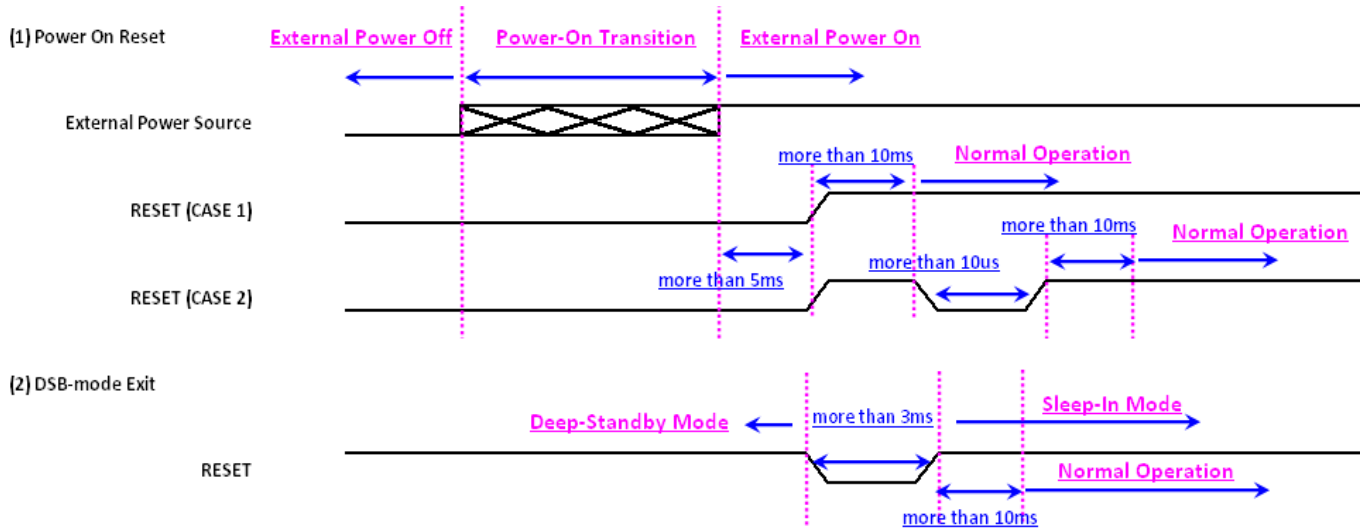 (1) Power On Reset
External Power Off
Power-On Transition
External Power On
External Power Source
more than 10ms
Normal Operation
RESET (CASE 1)
more than 10ms
Normal Operation
more than 5ms
more than 10us
RESET (CASE 2)
(2) DSB-mode Exit
Deep-Standby Mode
more than 3ms
Sleep-In Mode
RESET
Normal Operation
more than 10ms